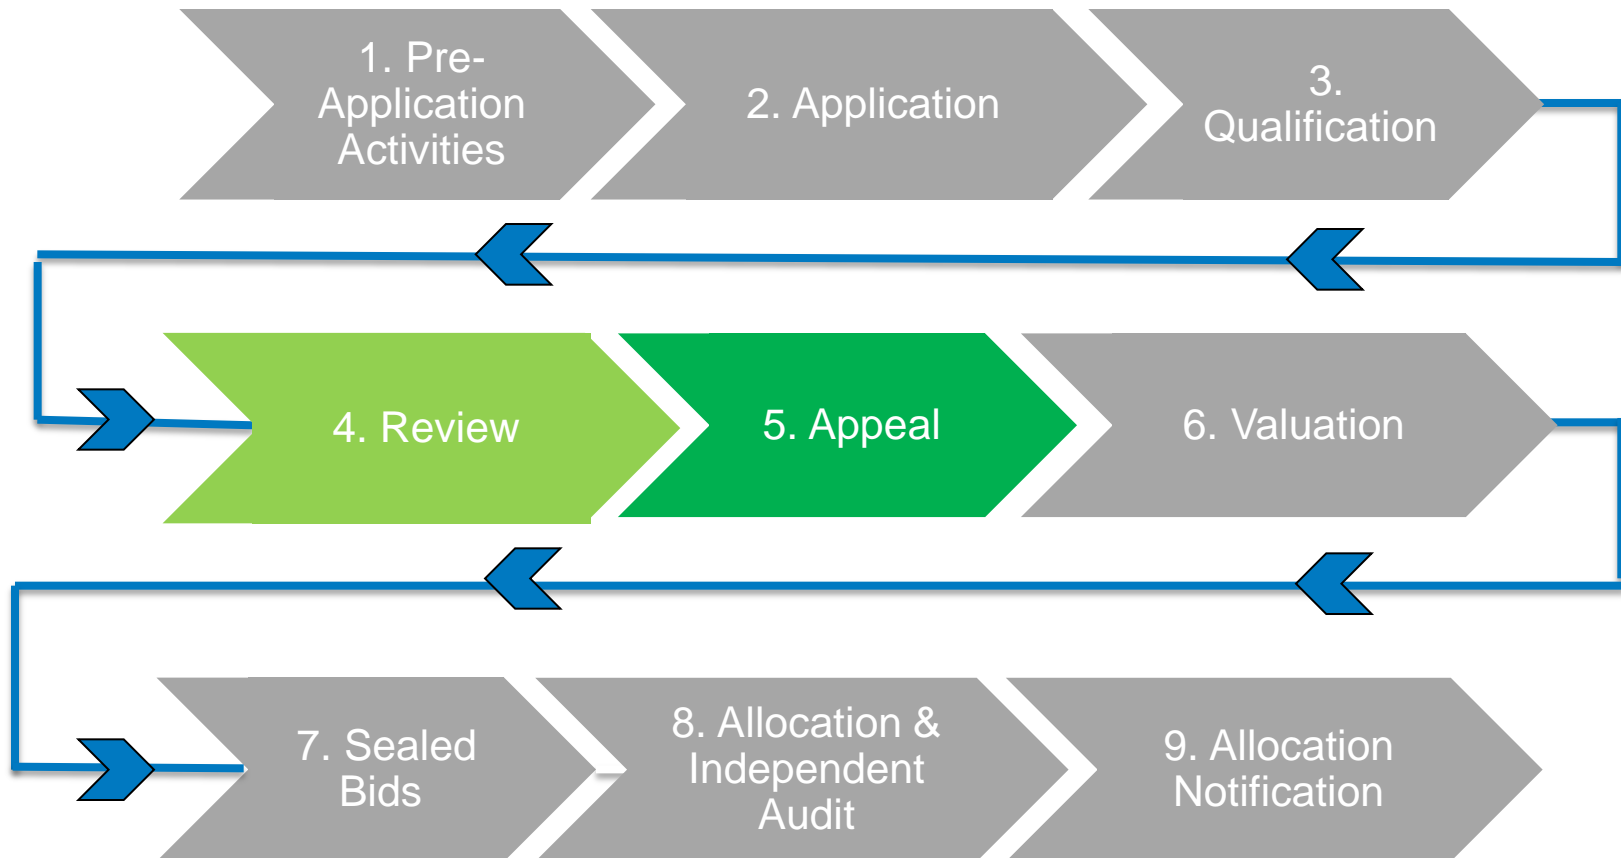 1. Pre-
Application
Activities
2. Application
3.
Qualification
4. Review
5. Appeal
6. Valuation
7. Sealed
Bids
8. Allocation &
Independent
Audit
9. Allocation
Notification